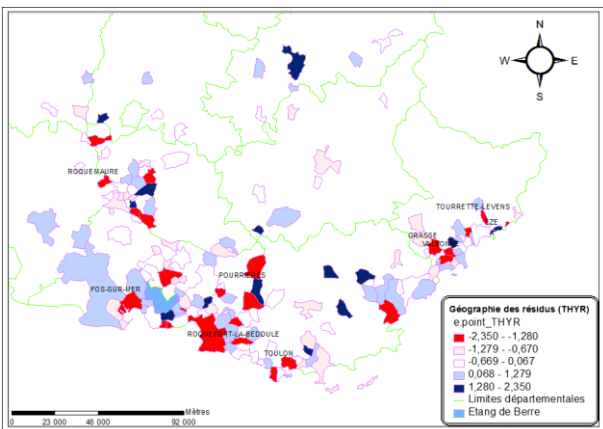 N
W E
S
ROQUEMAURE
TOURRETTE-LEVENS
EZE
GRASSE
VALBONNE
POURRIERES
FOS-SUR-MER
ROQUEFORT-LA-BEDOULE
TOULON
Géographie des résidus (THYR)
e.point_THYR
-2,350 - -1,280
-1,279 - -0,670
-0,669 - 0,067
0,068 - 1,279
1,280 - 2,350
Limites départementales
Etang de Berre
Mètres
0 23 000 46 000 92 000